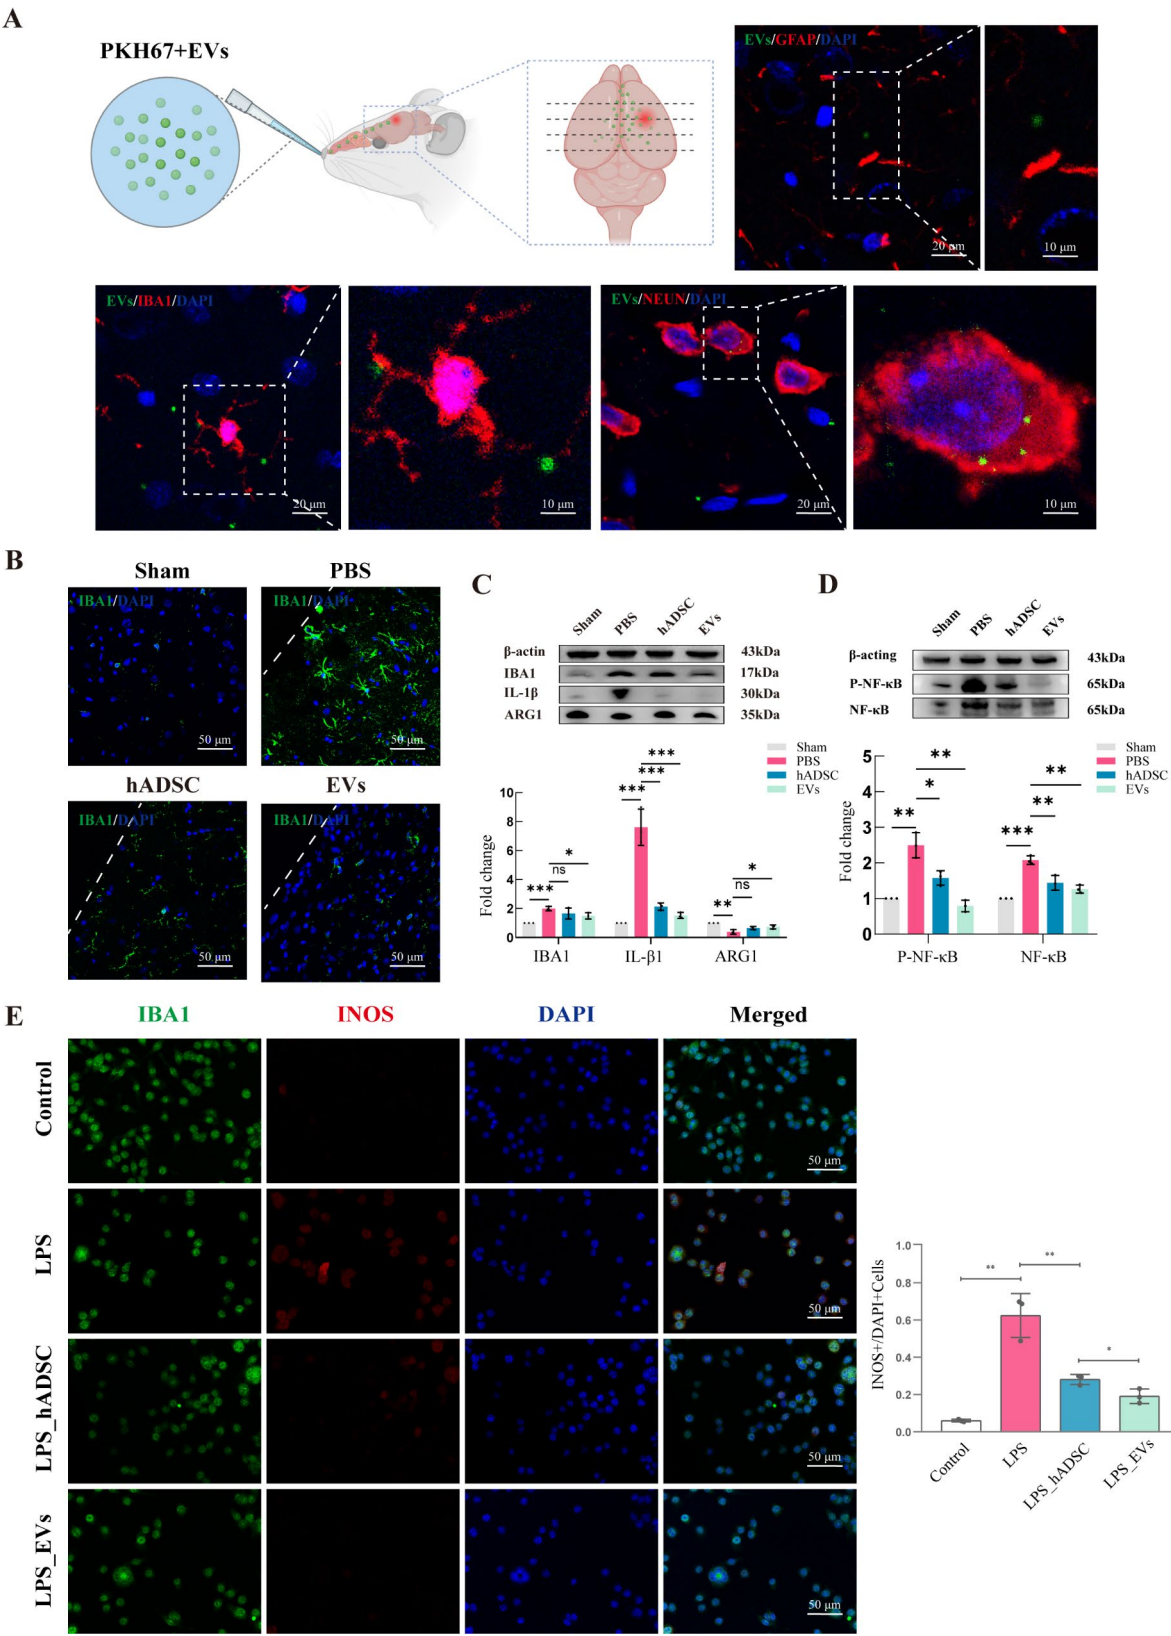 A
PKH67+EVs
EVs/GFAP/DAPI
20 μm
10 μm
EVs/IBA1/DAPI
20 μm
10 μm
EVs/NEUN/DAPI
20 μm
10 μm
B
Sham
PBS
IBA1/DAPI
50 μm
IBA1/DAPI
50 μm
hADSC
EVs
IBA1/DAPI
50 μm
IBA1/DAPI
50 μm
C
Sham
PBS
hADSC
EVs
β-actin
43kDa
IBA1
17kDa
IL-1β
30kDa
ARG1
35kDa
Sham
PBS
hADSC
EVs
Fold change
10
8
6
4
2
0
***
ns
*
***
***
***
**
ns
*
IBA1
IL-β1
ARG1
D
Sham
PBS
hADSC
EVs
β-acting
43kDa
P-NF-κB
65kDa
NF-κB
65kDa
Sham
PBS
hADSC
EVs
Fold change
5
4
3
2
1
0
**
*
**
***
**
**
P-NF-κB
NF-κB
E
IBA1
INOS
DAPI
Merged
Control
50 μm
LPS
50 μm
LPS_hADSC
50 μm
LPS_EVs
50 μm
INOS+/DAPI+Cells
1.0
0.8
0.6
0.4
0.2
0.0
**
**
*
Control
LPS
LPS_hADSC
LPS_EVs